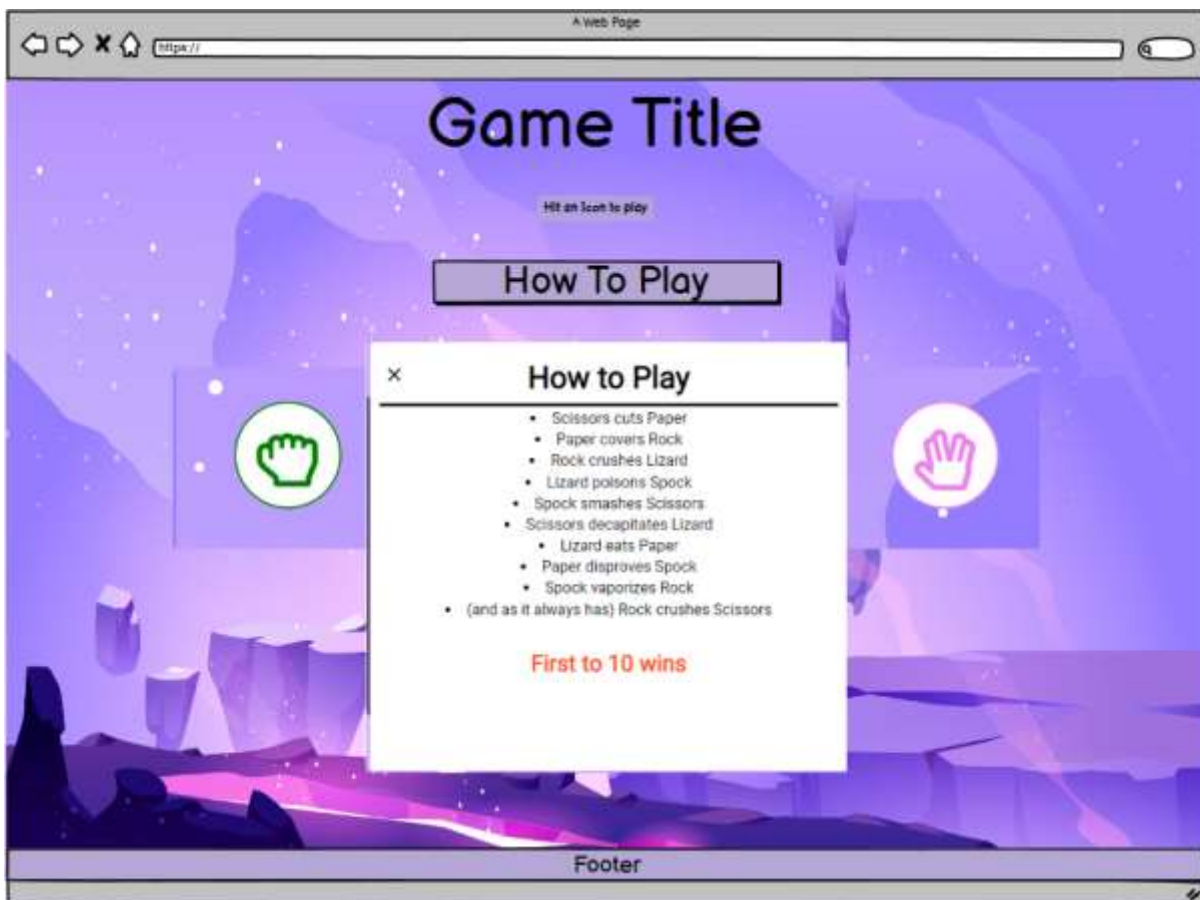 A Web Page
https://
Game Title
Hit an Icon to play
How To Play
×
How to Play
• Scissors cuts Paper
• Paper covers Rock
• Rock crushes Lizard
• Lizard poisons Spock
• Spock smashes Scissors
• Scissors decapitates Lizard
• Lizard eats Paper
• Paper disproves Spock
• Spock vaporizes Rock
• (and as it always has) Rock crushes Scissors
First to 10 wins
Footer